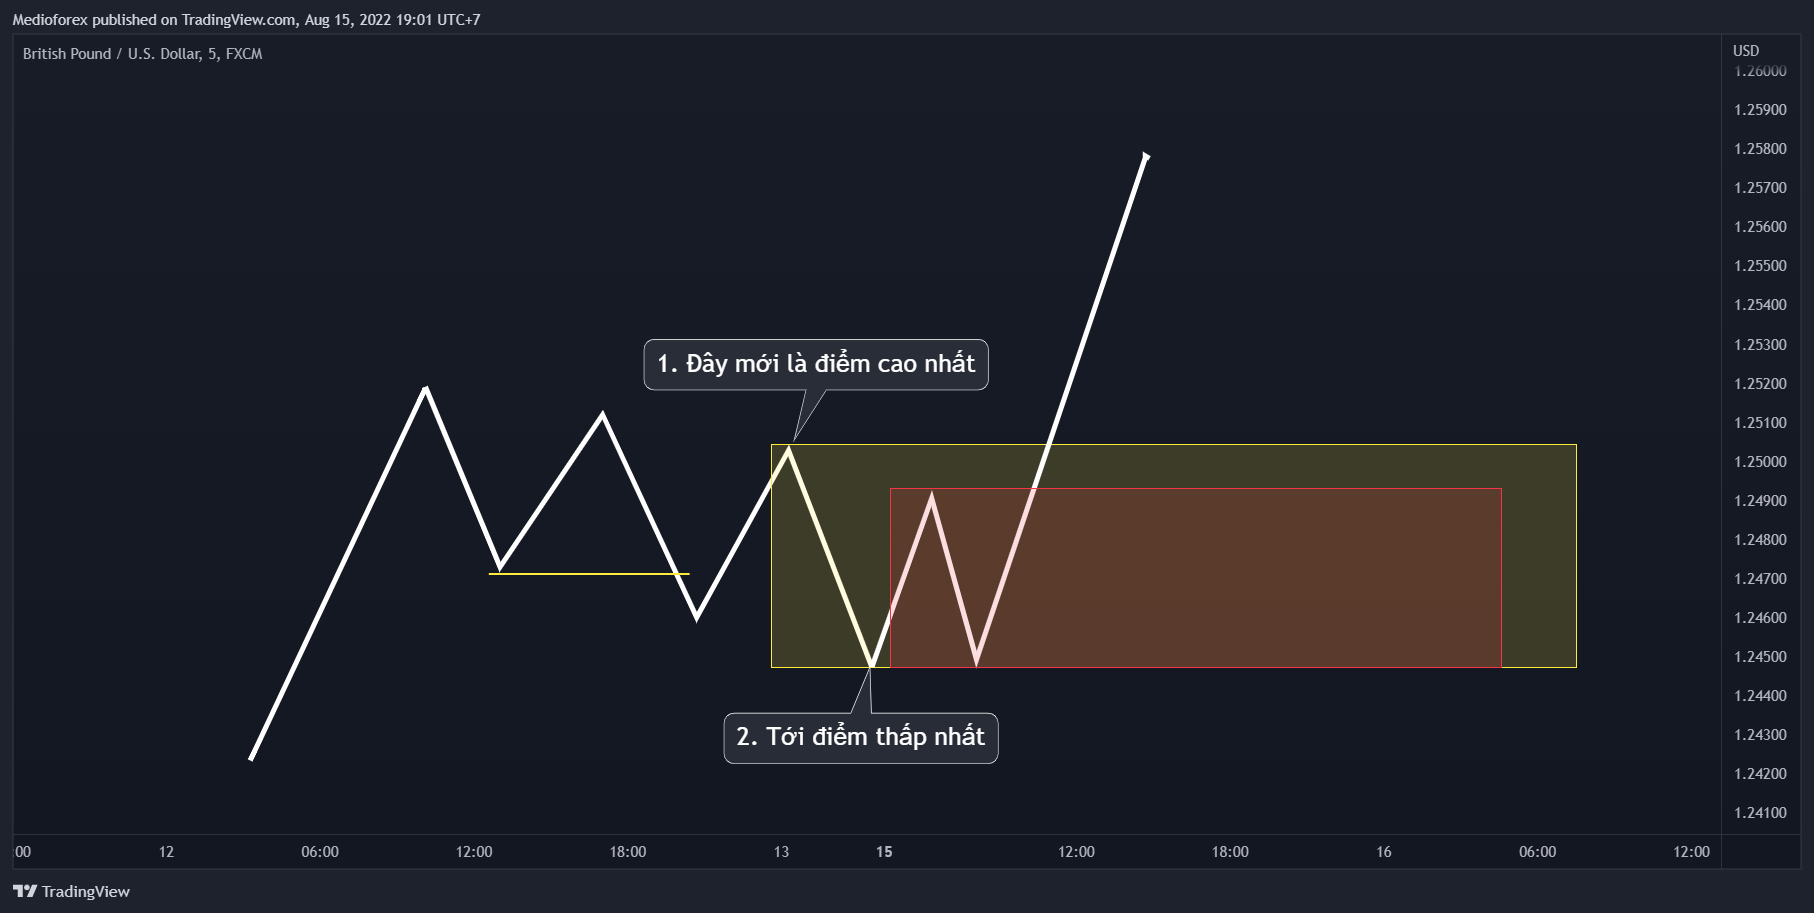 Medioforex published on TradingView.com, Aug 15, 2022 19:01 UTC+7
British Pound / U.S. Dollar, 5, FXCM
USD
1.26000
1.25900
1.25800
1.25700
1.25600
1.25500
1.25400
1.25300
1.25200
1.25100
1.25000
1.24900
1.24800
1.24700
1.24600
1.24500
1.24400
1.24300
1.24200
1.24100
1. Đây mới là điểm cao nhất
2. Tới điểm thấp nhất
:00 12 06:00 12:00 18:00 13 15 12:00 18:00 16 06:00 12:00
TradingView